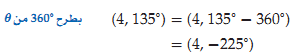 (4, 135°) = (4, 135° − 360°) بطرح 360° من θ
= (4, −225°)